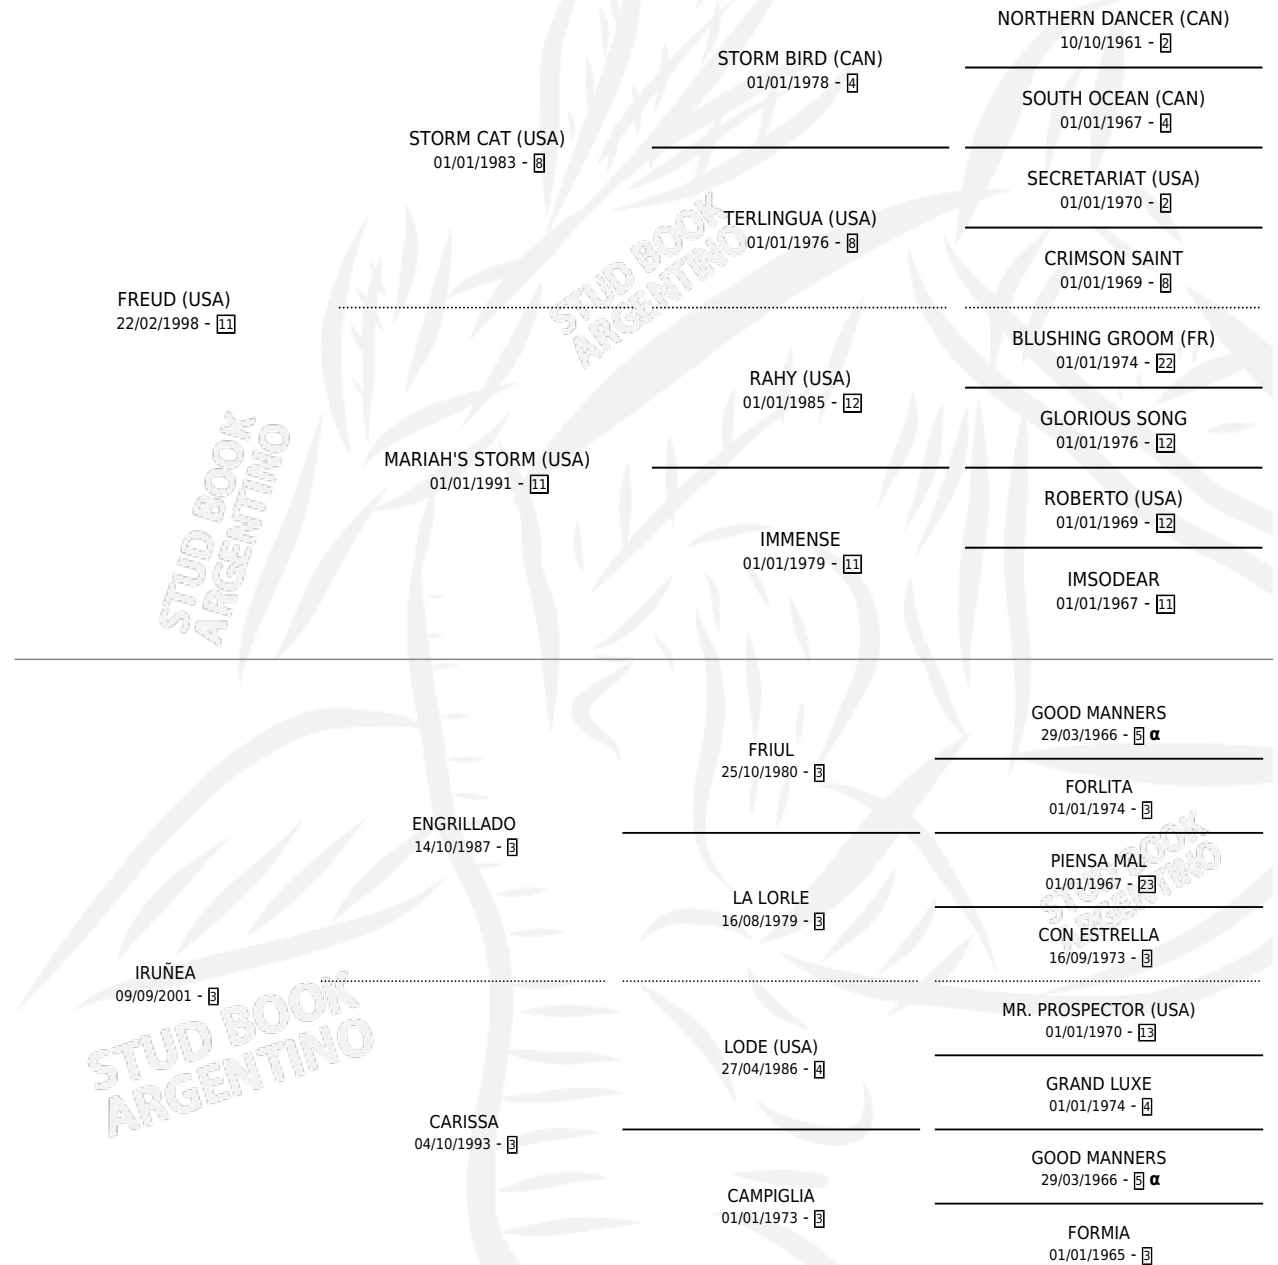 NORTHERN DANCER (CAN)
10/10/1961 - 2
STORM BIRD (CAN)
01/01/1978 - 4
SOUTH OCEAN (CAN)
01/01/1967 - 4
STORM CAT (USA)
01/01/1983 - 8
SECRETARIAT (USA)
01/01/1970 - 2
TERLINGUA (USA)
01/01/1976 - 8
CRIMSON SAINT
01/01/1969 - 8
FREUD (USA)
22/02/1998 - 11
BLUSHING GROOM (FR)
01/01/1974 - 22
RAHY (USA)
01/01/1985 - 12
GLORIOUS SONG
01/01/1976 - 12
MARIAH'S STORM (USA)
01/01/1991 - 11
ROBERTO (USA)
01/01/1969 - 12
IMMENSE
01/01/1979 - 11
IMSODEAR
01/01/1967 - 11
GOOD MANNERS
29/03/1966 - 5 α
FRIUL
25/10/1980 - 3
FORLITA
01/01/1974 - 3
ENGRILLADO
14/10/1987 - 3
PIENSA MAL
01/01/1967 - 23
LA LORLE
16/08/1979 - 3
CON ESTRELLA
16/09/1973 - 3
IRUÑEA
09/09/2001 - 3
MR. PROSPECTOR (USA)
01/01/1970 - 13
LODE (USA)
27/04/1986 - 4
GRAND LUXE
01/01/1974 - 4
CARISSA
04/10/1993 - 3
GOOD MANNERS
29/03/1966 - 5 α
CAMPIGLIA
01/01/1973 - 3
FORMIA
01/01/1965 - 3
STUD BOOK
ARGENTINO
STUD BOOK
ARGENTINO
STUD BOOK
ARGENTINO
STUD BOOK
ARGENTINO